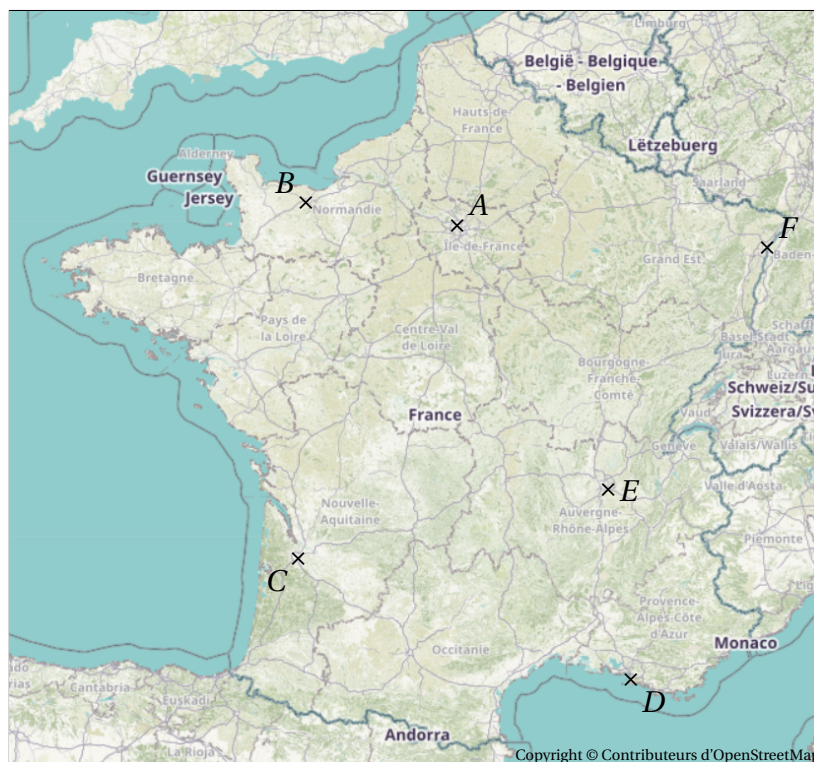 Limburg
België - Belgique
- Belgien
Hauts-de-
France
Lëtzebuerg
Alderney
Guernsey
Jersey
Saarland
B
Normandie
A
Île-de-France
F
Grand Est
Baden-
Bretagne
Pays de
la Loire
Centre-Val
de Loire
Basel-Stadt
Jura
Aargau
Luzern
Bourgogne-
Franche-
Comté
Schweiz/Su
Svizzera/Sv
France
Vaud
Genève
Valais/Wallis
E
Valle d'Aosta
Nouvelle-
Aquitaine
Auvergne-
Rhône-Alpes
Piemonte
C
Provence-
Alpes-Côte
d'Azur
Monaco
Occitanie
D
Cantabria
Euskadi
Andorra
La Rioja
Copyright © Contributeurs d'OpenStreetMap